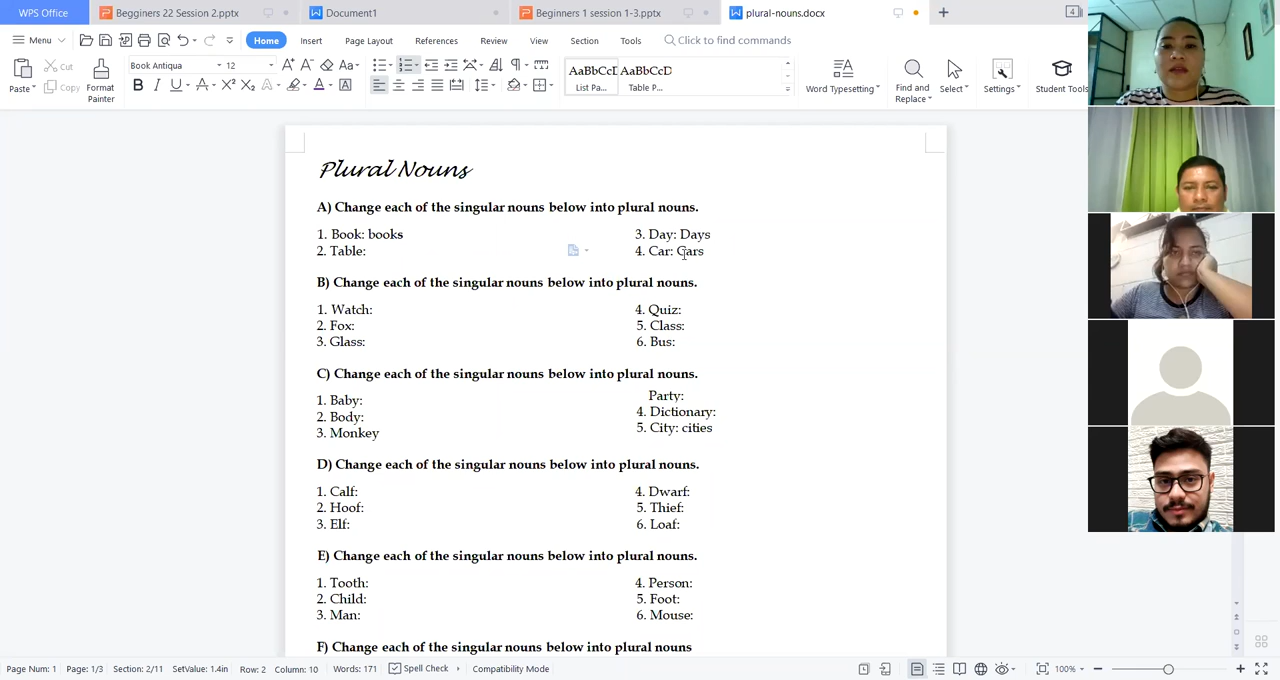 WPS Office
Begginers 22 Session 2.pptx
Document1
Beginners 1 session 1-3.pptx
plural-nouns.docx
Menu
Home
Insert
Page Layout
References
Review
View
Section
Tools
Click to find commands
Paste
Cut
Copy
Format Painter
Book Antiqua
12
AaBbCcD
List Pa...
AaBbCcD
Table P...
Word Typesetting
Find and Replace
Select
Settings
Student Tools
Plural Nouns
A) Change each of the singular nouns below into plural nouns.
1. Book: books
2. Table:
3. Day: Days
4. Car: Cars
B) Change each of the singular nouns below into plural nouns.
1. Watch:
2. Fox:
3. Glass:
4. Quiz:
5. Class:
6. Bus:
C) Change each of the singular nouns below into plural nouns.
1. Baby:
2. Body:
3. Monkey
Party:
4. Dictionary:
5. City: cities
D) Change each of the singular nouns below into plural nouns.
1. Calf:
2. Hoof:
3. Elf:
4. Dwarf:
5. Thief:
6. Loaf:
E) Change each of the singular nouns below into plural nouns.
1. Tooth:
2. Child:
3. Man:
4. Person:
5. Foot:
6. Mouse:
F) Change each of the singular nouns below into plural nouns
Page Num: 1
Page: 1/3
Section: 2/11
SetValue: 1.4in
Row: 2
Column: 10
Words: 171
Spell Check
Compatibility Mode
100%